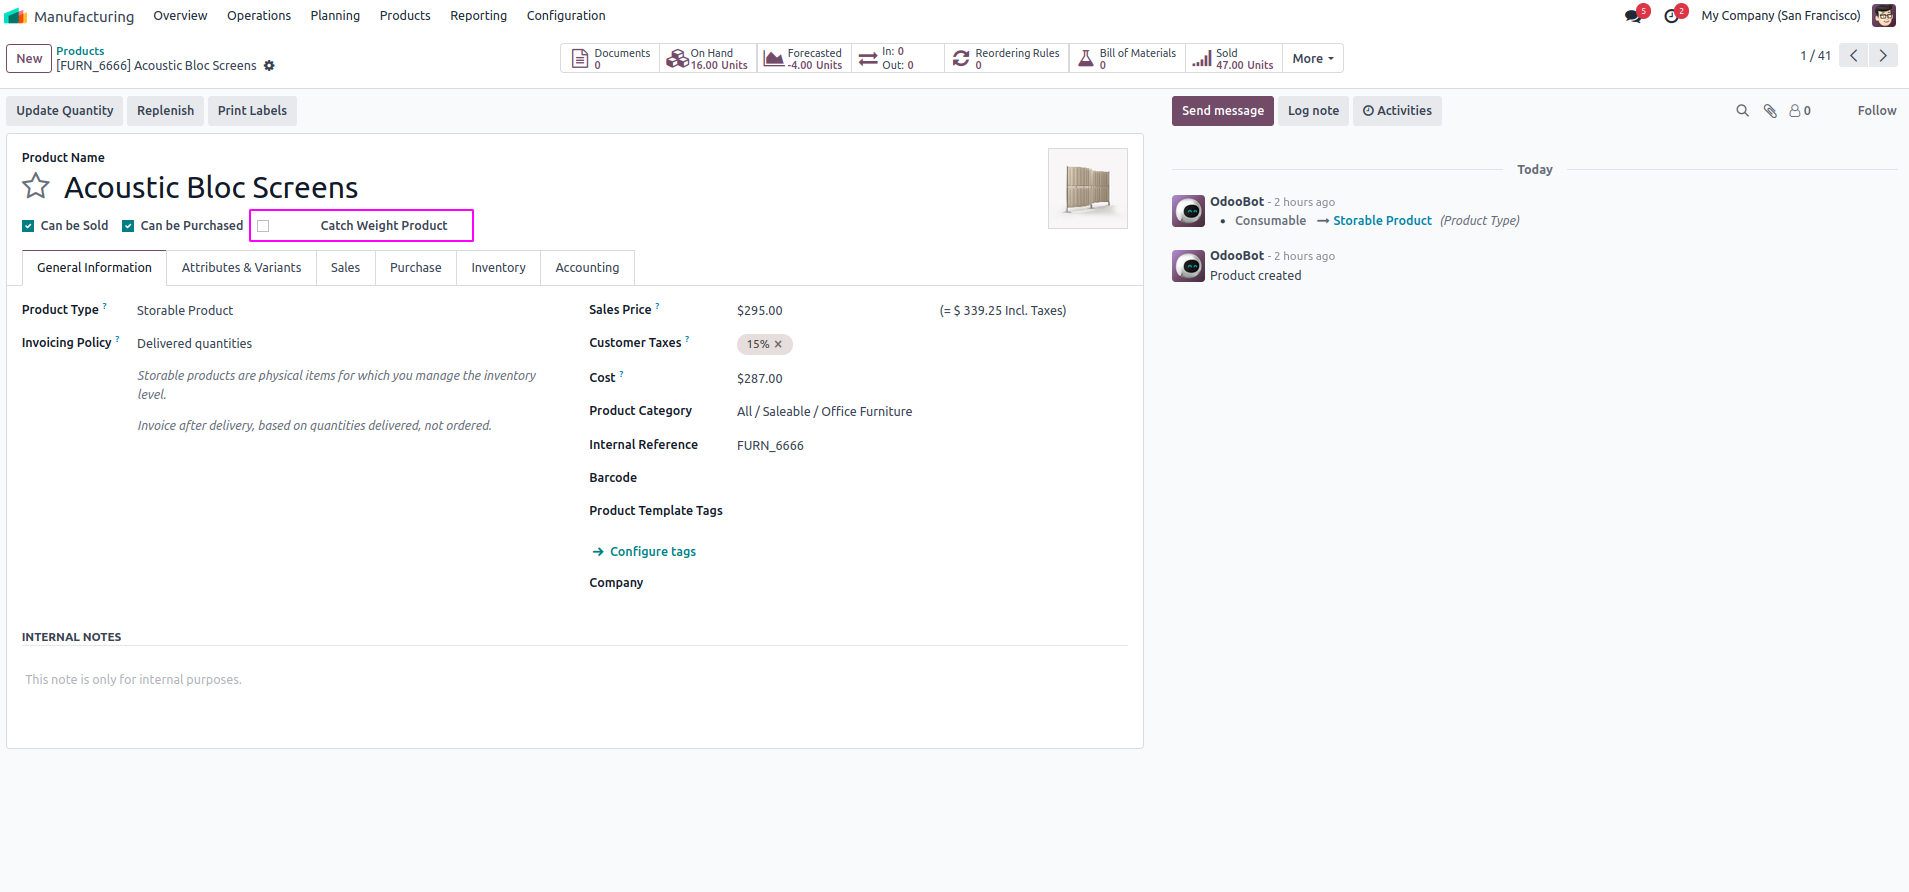 Manufacturing Overview Operations Planning Products Reporting Configuration 5 2 My Company (San Francisco)
New
Products
[FURN_6666] Acoustic Bloc Screens
Documents
0
On Hand
16.00 Units
Forecasted
-4.00 Units
In: 0
Out: 0
Reordering Rules
0
Bill of Materials
0
Sold
47.00 Units
More
1 / 41
Update Quantity Replenish Print Labels
Send message Log note Activities 0 Follow
Product Name
Acoustic Bloc Screens
Can be Sold Can be Purchased Catch Weight Product
General Information Attributes & Variants Sales Purchase Inventory Accounting
Product Type ? Storable Product
Invoicing Policy ? Delivered quantities
Storable products are physical items for which you manage the inventory
level.
Invoice after delivery, based on quantities delivered, not ordered.
Sales Price ? $295.00 (= $ 339.25 Incl. Taxes)
Customer Taxes ? 15% ×
Cost ? $287.00
Product Category All / Saleable / Office Furniture
Internal Reference FURN_6666
Barcode
Product Template Tags
→ Configure tags
Company
INTERNAL NOTES
This note is only for internal purposes.
Today
OdooBot - 2 hours ago
• Consumable → Storable Product (Product Type)
OdooBot - 2 hours ago
Product created